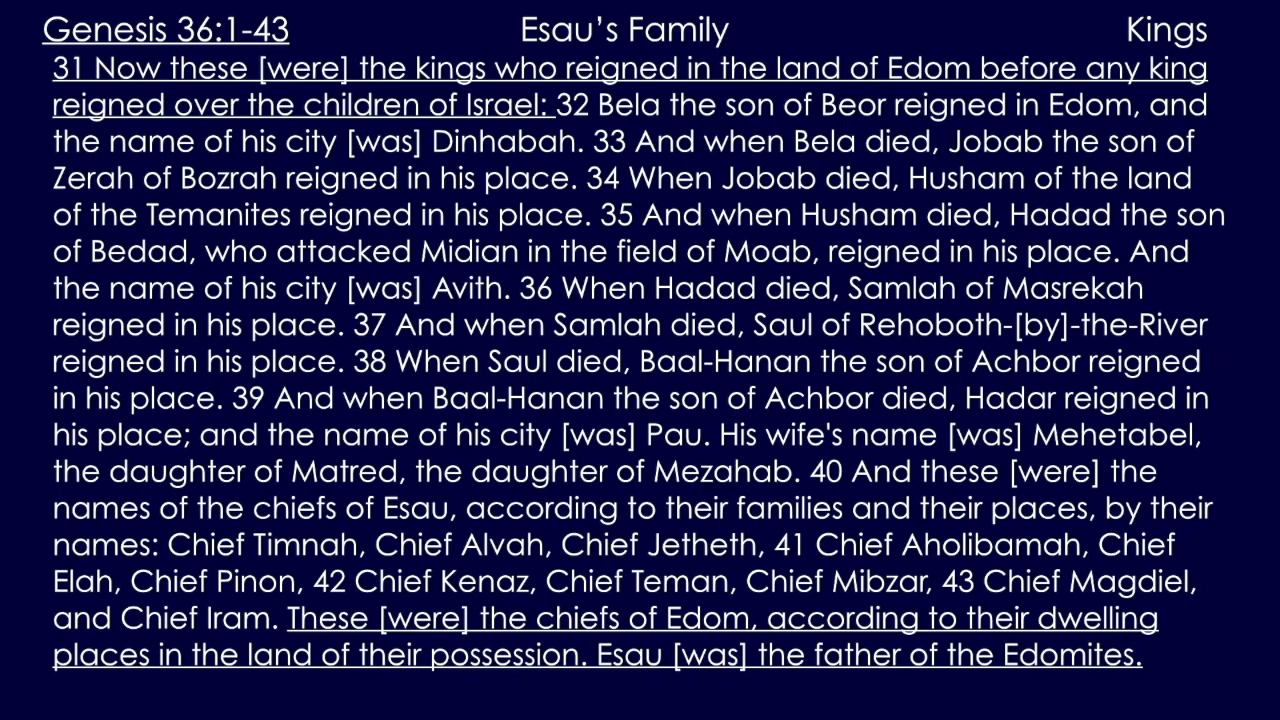 Genesis 36:1-43 Esau’s Family Kings
31 Now these [were] the kings who reigned in the land of Edom before any king
reigned over the children of Israel: 32 Bela the son of Beor reigned in Edom, and
the name of his city [was] Dinhabah. 33 And when Bela died, Jobab the son of
Zerah of Bozrah reigned in his place. 34 When Jobab died, Husham of the land
of the Temanites reigned in his place. 35 And when Husham died, Hadad the son
of Bedad, who attacked Midian in the field of Moab, reigned in his place. And
the name of his city [was] Avith. 36 When Hadad died, Samlah of Masrekah
reigned in his place. 37 And when Samlah died, Saul of Rehoboth-[by]-the-River
reigned in his place. 38 When Saul died, Baal-Hanan the son of Achbor reigned
in his place. 39 And when Baal-Hanan the son of Achbor died, Hadar reigned in
his place; and the name of his city [was] Pau. His wife's name [was] Mehetabel,
the daughter of Matred, the daughter of Mezahab. 40 And these [were] the
names of the chiefs of Esau, according to their families and their places, by their
names: Chief Timnah, Chief Alvah, Chief Jetheth, 41 Chief Aholibamah, Chief
Elah, Chief Pinon, 42 Chief Kenaz, Chief Teman, Chief Mibzar, 43 Chief Magdiel,
and Chief Iram. These [were] the chiefs of Edom, according to their dwelling
places in the land of their possession. Esau [was] the father of the Edomites.